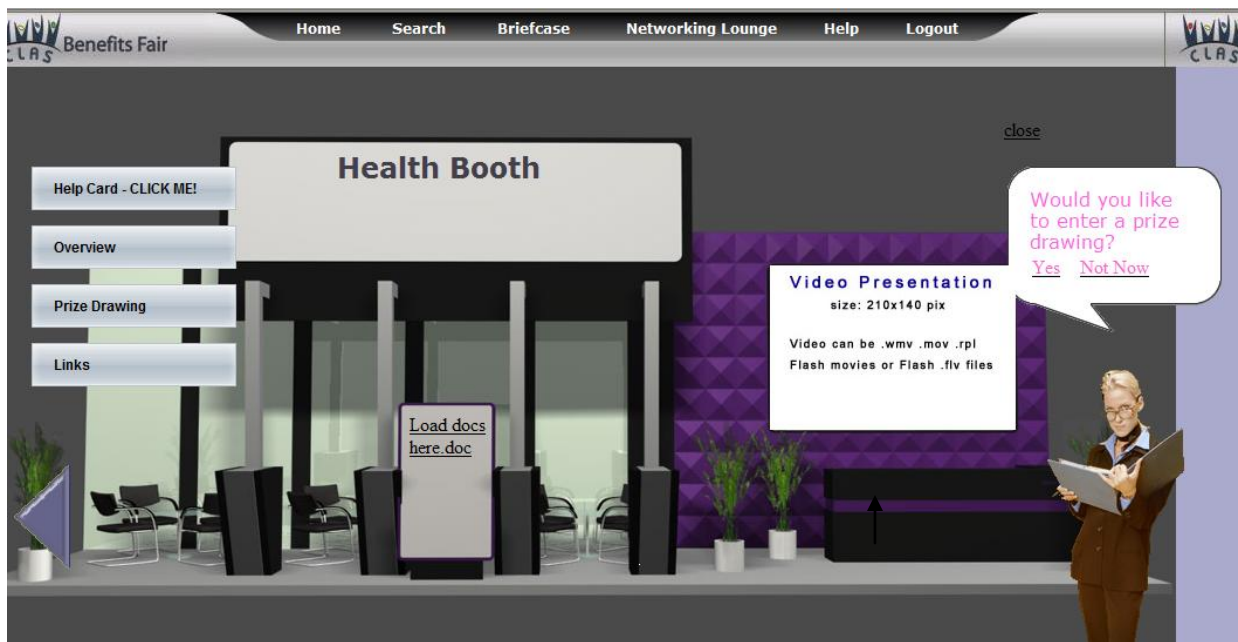 CLAS
Benefits Fair
Home Search Briefcase Networking Lounge Help Logout
CLAS
close
Health Booth
Help Card - CLICK ME!
Overview
Prize Drawing
Links
Load docs
here.doc
Video Presentation
size: 210x140 pix
Video can be .wmv .mov .rpl
Flash movies or Flash .flv files
Would you like
to enter a prize
drawing?
Yes Not Now